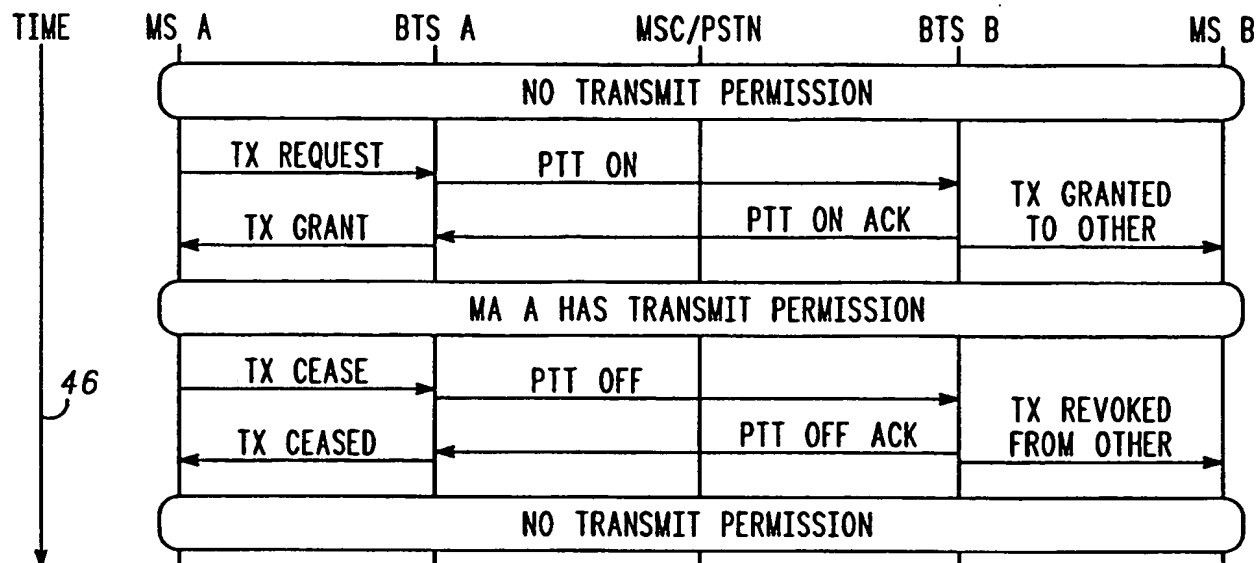 TIME MS A BTS A MSC/PSTN BTS B MS B
NO TRANSMIT PERMISSION
TX REQUEST PTT ON
TX GRANTED
TO OTHER
TX GRANT PTT ON ACK
MA A HAS TRANSMIT PERMISSION
46
TX CEASE PTT OFF
TX REVOKED
FROM OTHER
TX CEASED PTT OFF ACK
NO TRANSMIT PERMISSION